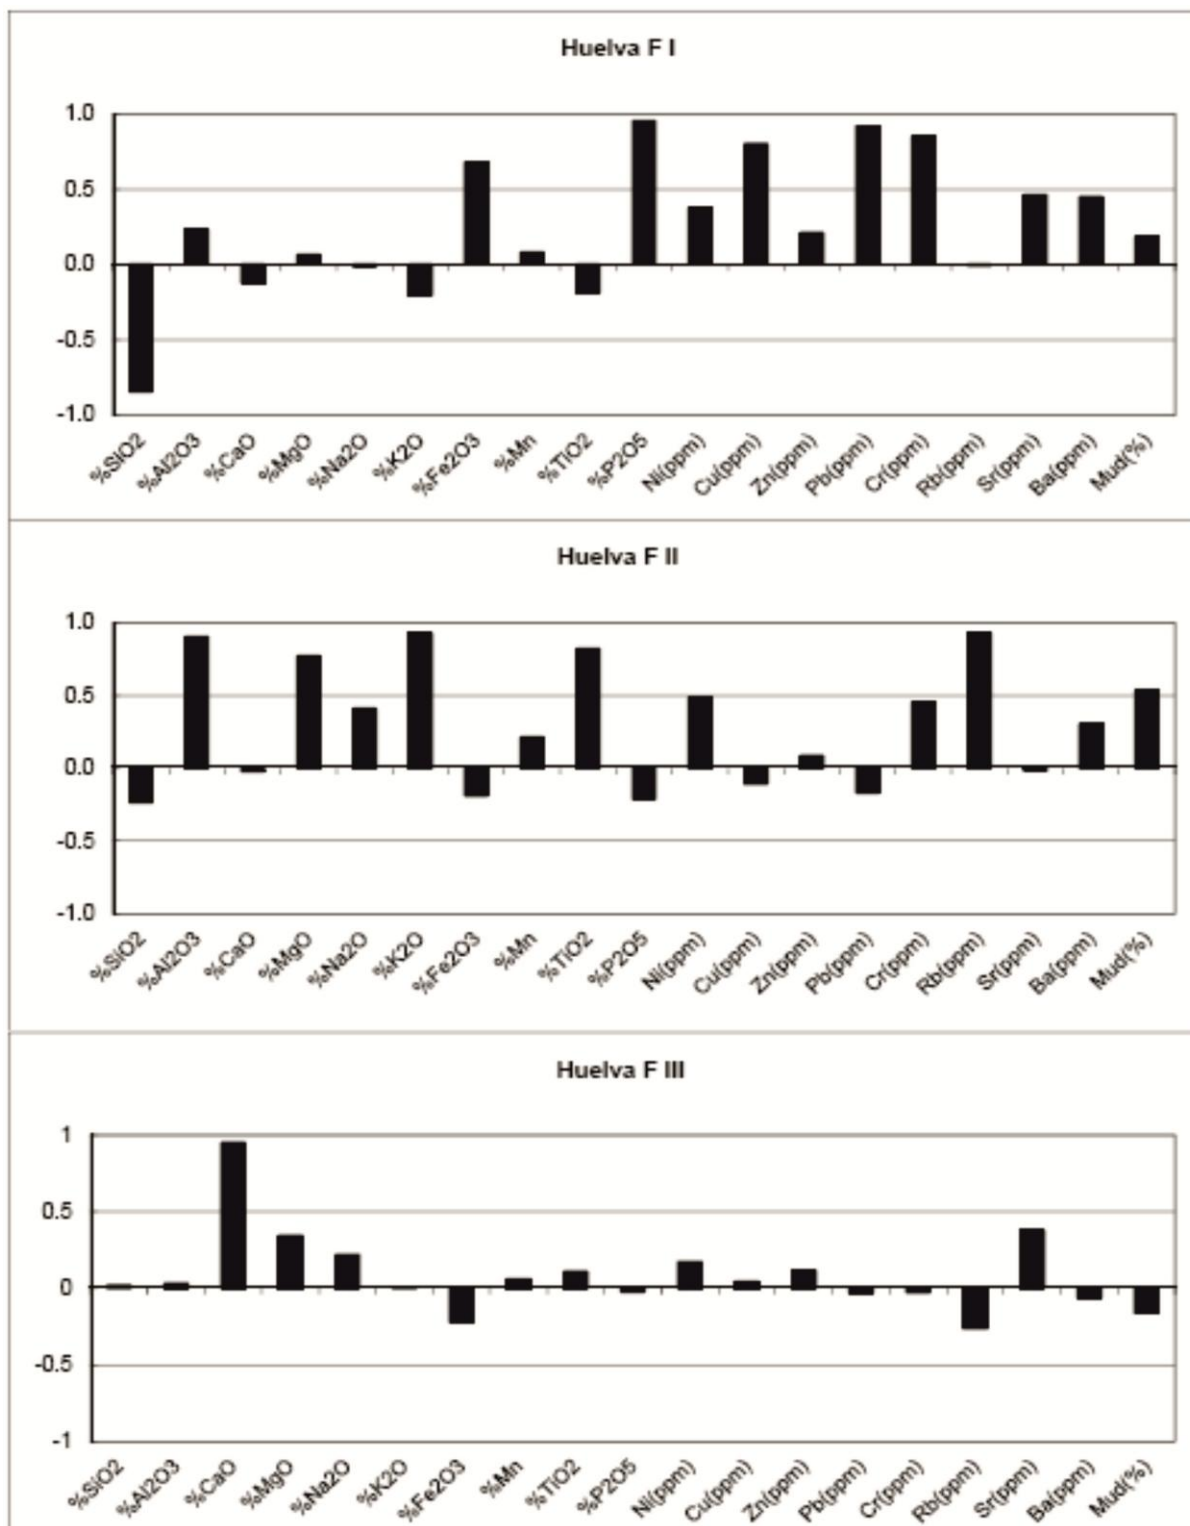 Huelva F I
1.0
0.5
0.0
-0.5
-1.0
%SiO2 %Al2O3 %CaO %MgO %Na2O %K2O %Fe2O3 %Mn %TiO2 %P2O5 Ni(ppm) Cu(ppm) Zn(ppm) Pb(ppm) Cr(ppm) Rb(ppm) Sr(ppm) Ba(ppm) Mud(%)
Huelva F II
1.0
0.5
0.0
-0.5
-1.0
%SiO2 %Al2O3 %CaO %MgO %Na2O %K2O %Fe2O3 %Mn %TiO2 %P2O5 Ni(ppm) Cu(ppm) Zn(ppm) Pb(ppm) Cr(ppm) Rb(ppm) Sr(ppm) Ba(ppm) Mud(%)
Huelva F III
1
0.5
0
-0.5
-1
%SiO2 %Al2O3 %CaO %MgO %Na2O %K2O %Fe2O3 %Mn %TiO2 %P2O5 Ni(ppm) Cu(ppm) Zn(ppm) Pb(ppm) Cr(ppm) Rb(ppm) Sr(ppm) Ba(ppm) Mud(%)